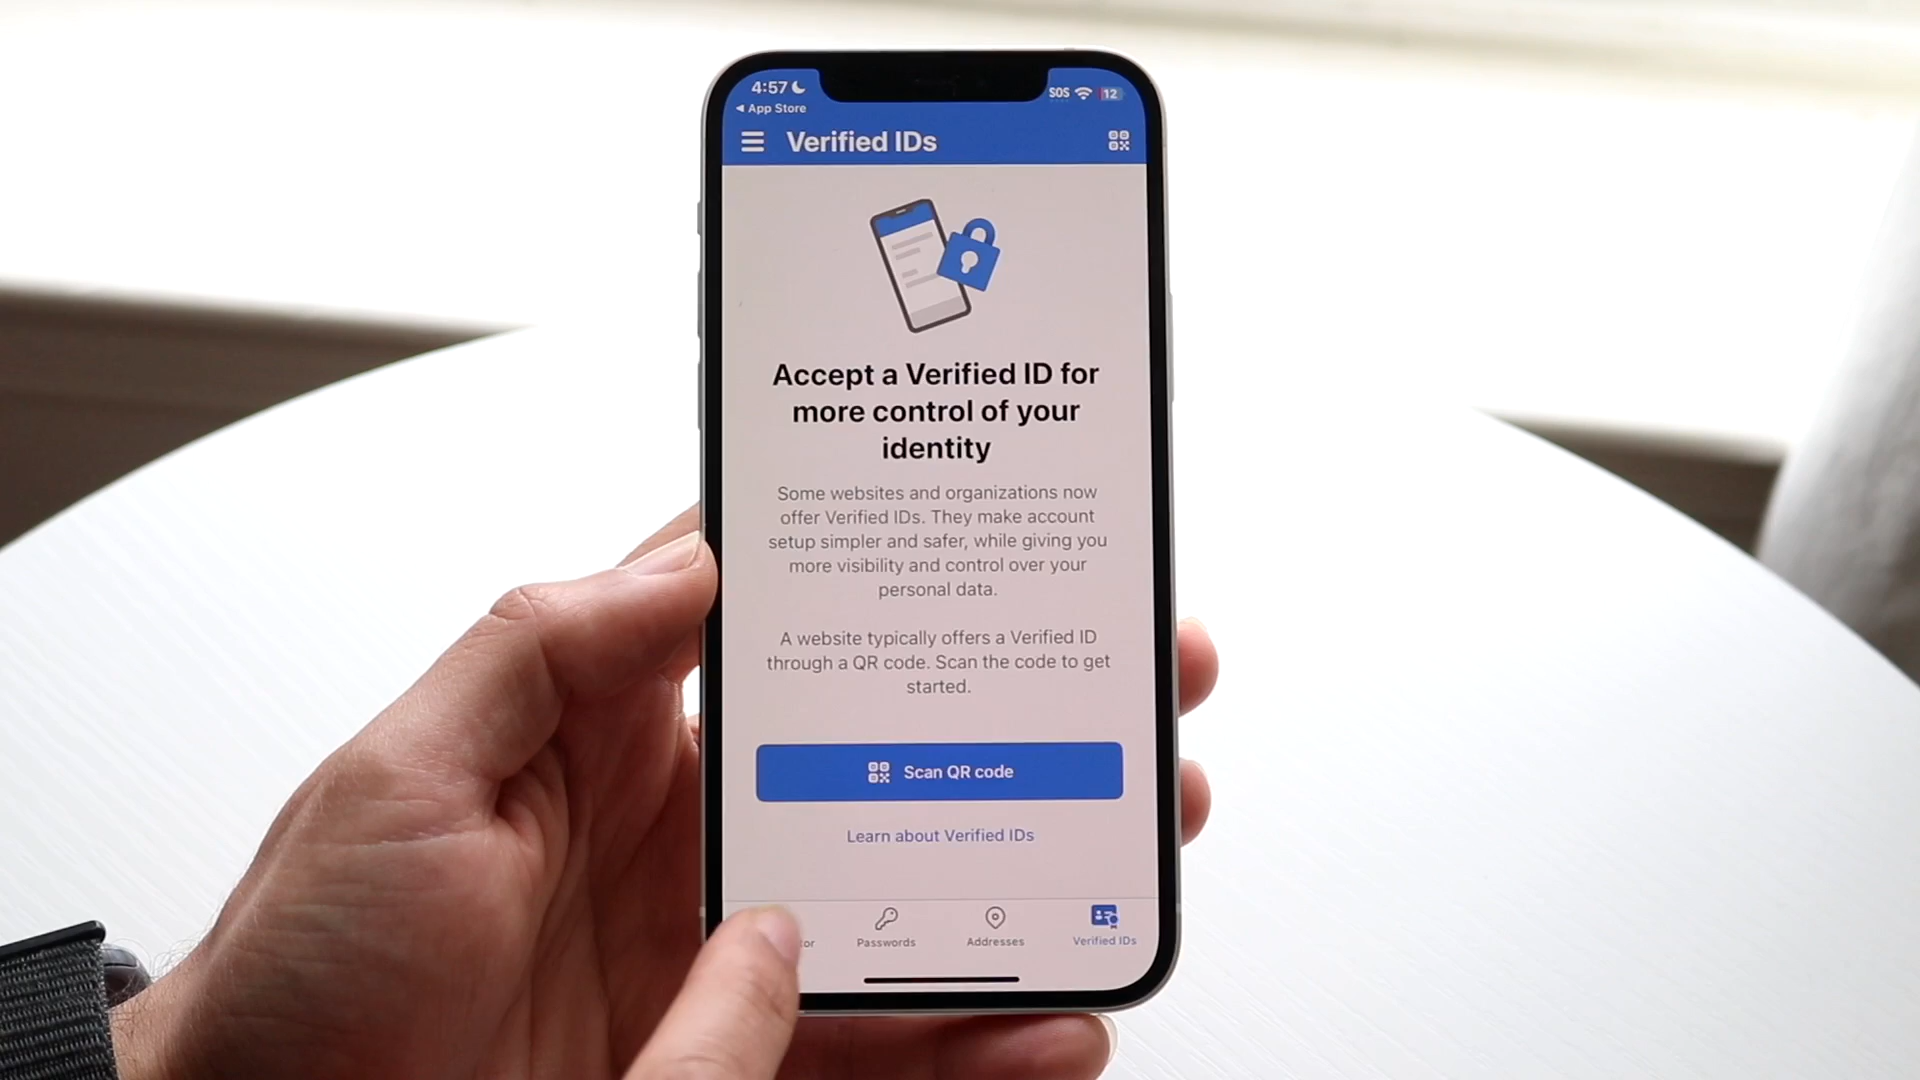 4:57
SOS 12
App Store
Verified IDs
Accept a Verified ID for
more control of your
identity
Some websites and organizations now
offer Verified IDs. They make account
setup simpler and safer, while giving you
more visibility and control over your
personal data.
A website typically offers a Verified ID
through a QR code. Scan the code to get
started.
Scan QR code
Learn about Verified IDs
Passwords Addresses Verified IDs